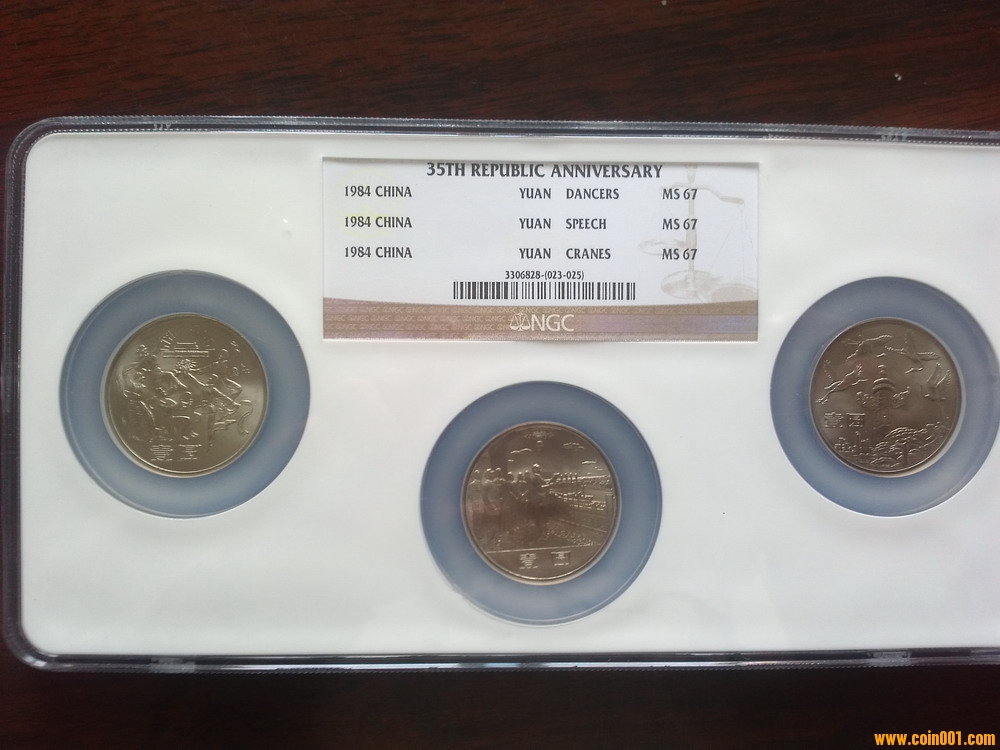 35TH REPUBLIC ANNIVERSARY
1984 CHINA YUAN DANCERS MS 67
1984 CHINA YUAN SPEECH MS 67
1984 CHINA YUAN CRANES MS 67
3306828-(023-025)
NGC
壹圆
壹圆
壹圆
www.coin001.com